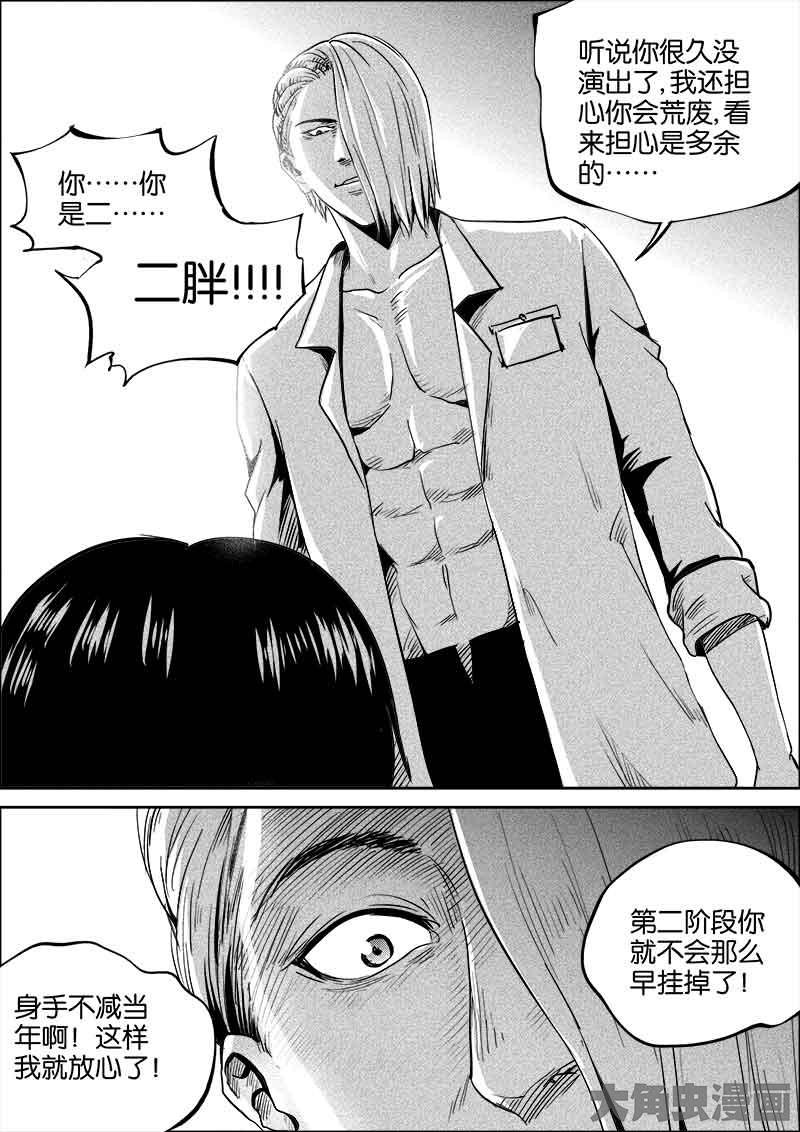 听说你很久没
演出了,我还担
心你会荒废,看
来担心是多余
的……
你……你
是二……
二胖!!!!
第二阶段你
就不会那么
早挂掉了!
身手不减当
年啊!这样
我就放心了!
大角虫漫画